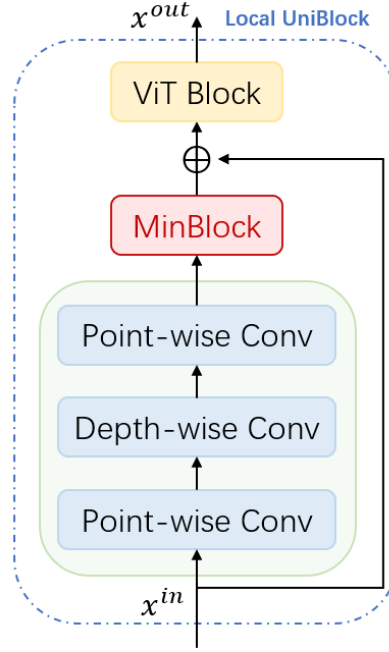 x^{out}
Local UniBlock
ViT Block
⊕
MinBlock
Point-wise Conv
Depth-wise Conv
Point-wise Conv
x^{in}